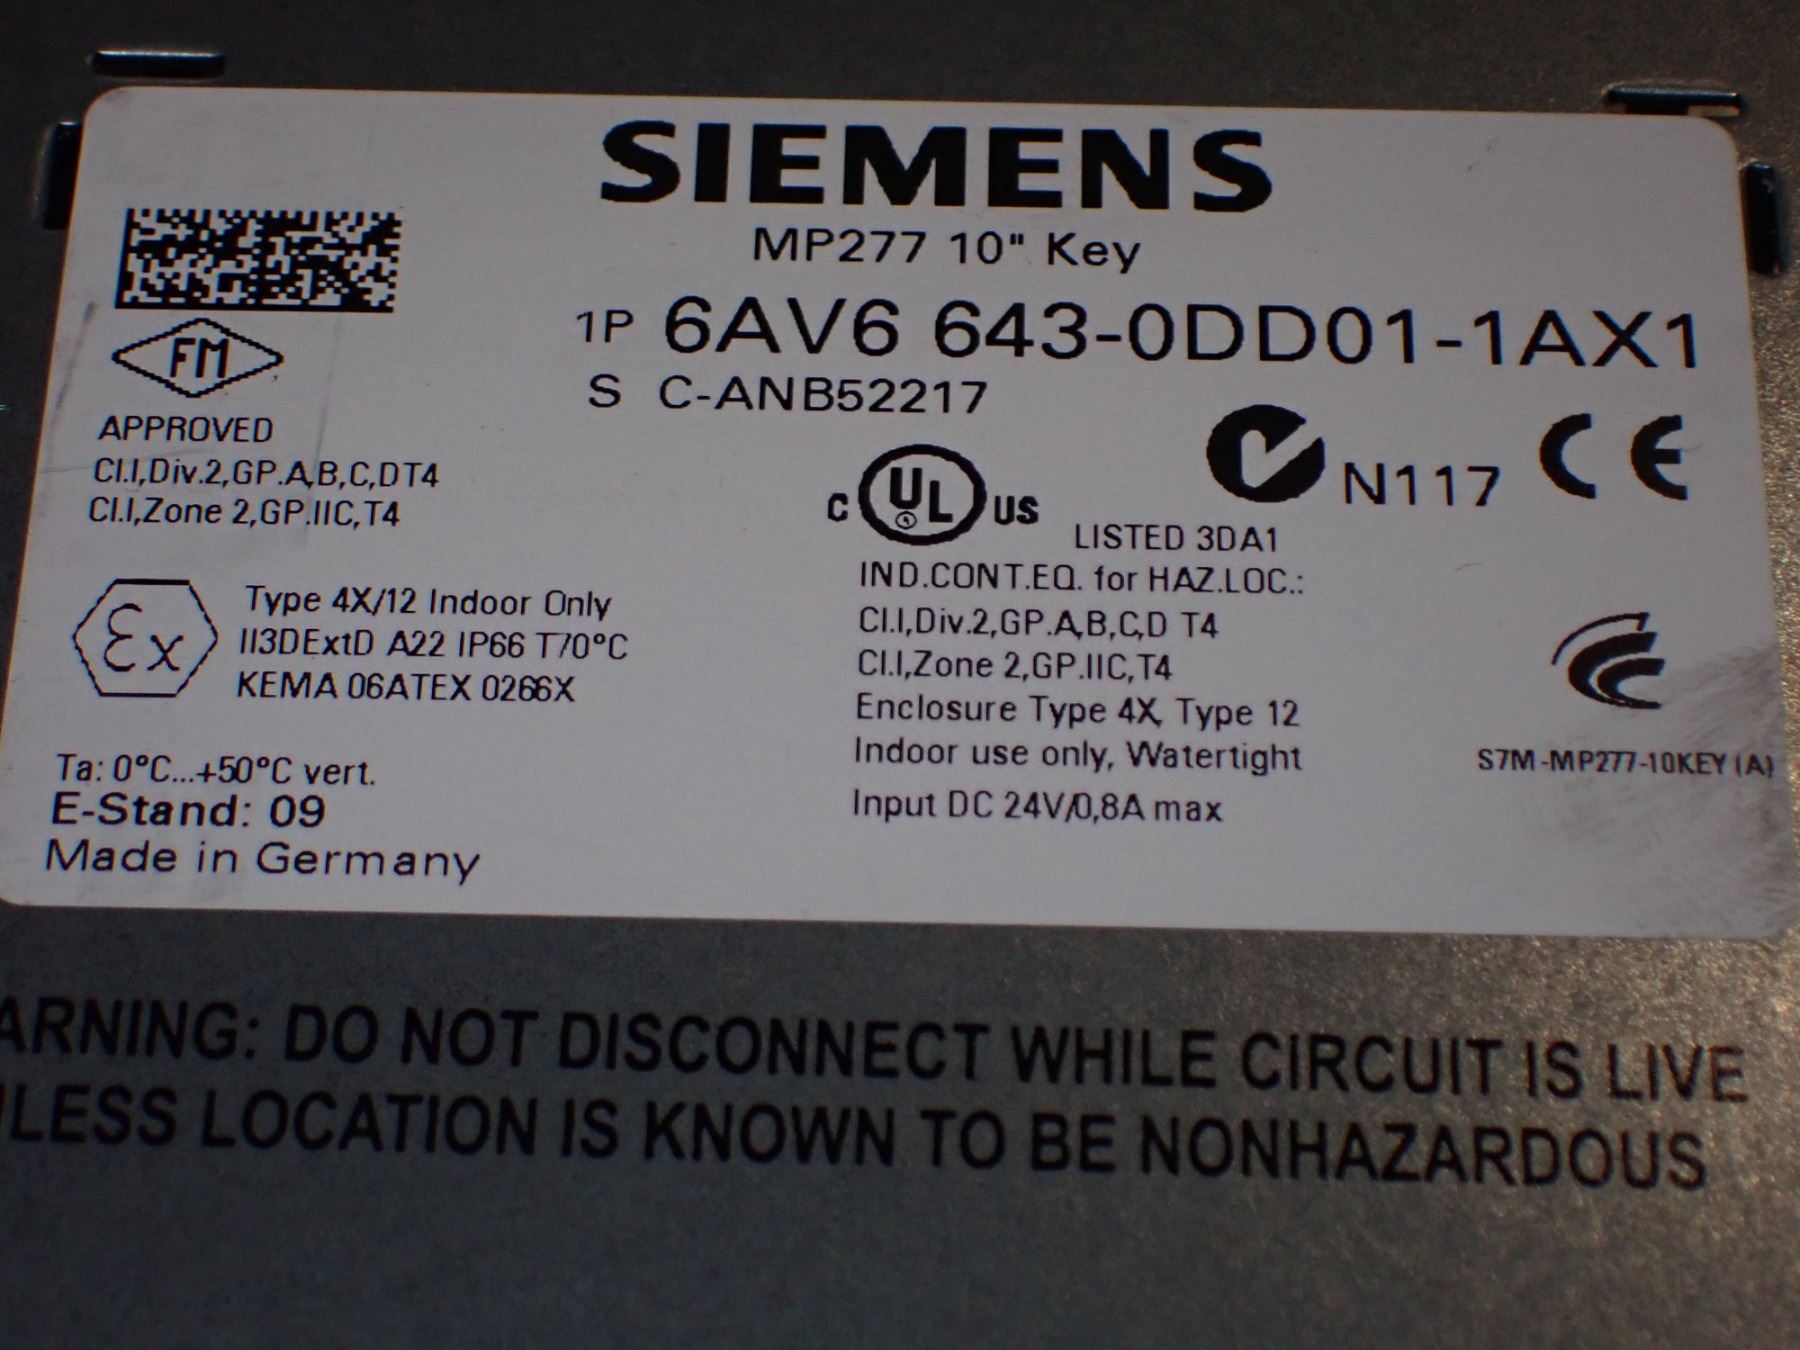 SIEMENS
MP277 10" Key
1P 6AV6 643-0DD01-1AX1
S C-ANB52217
FM
APPROVED
Cl.I,Div.2,GP.A,B,C,DT4
Cl.I,Zone 2,GP.IIC,T4
C UL US
LISTED 3DA1
N117 CE
IND.CONT.EQ. for HAZ.LOC.:
Cl.I,Div.2,GP.A,B,C,D T4
Cl.I,Zone 2,GP.IIC,T4
Enclosure Type 4X, Type 12
Indoor use only, Watertight
Input DC 24V/0,8A max
Ex
Type 4X/12 Indoor Only
II3DExtD A22 IP66 T70°C
KEMA 06ATEX 0266X
S7M-MP277-10KEY (A)
Ta: 0°C...+50°C vert.
E-Stand: 09
Made in Germany
ARNING: DO NOT DISCONNECT WHILE CIRCUIT IS LIVE
LESS LOCATION IS KNOWN TO BE NONHAZARDOUS